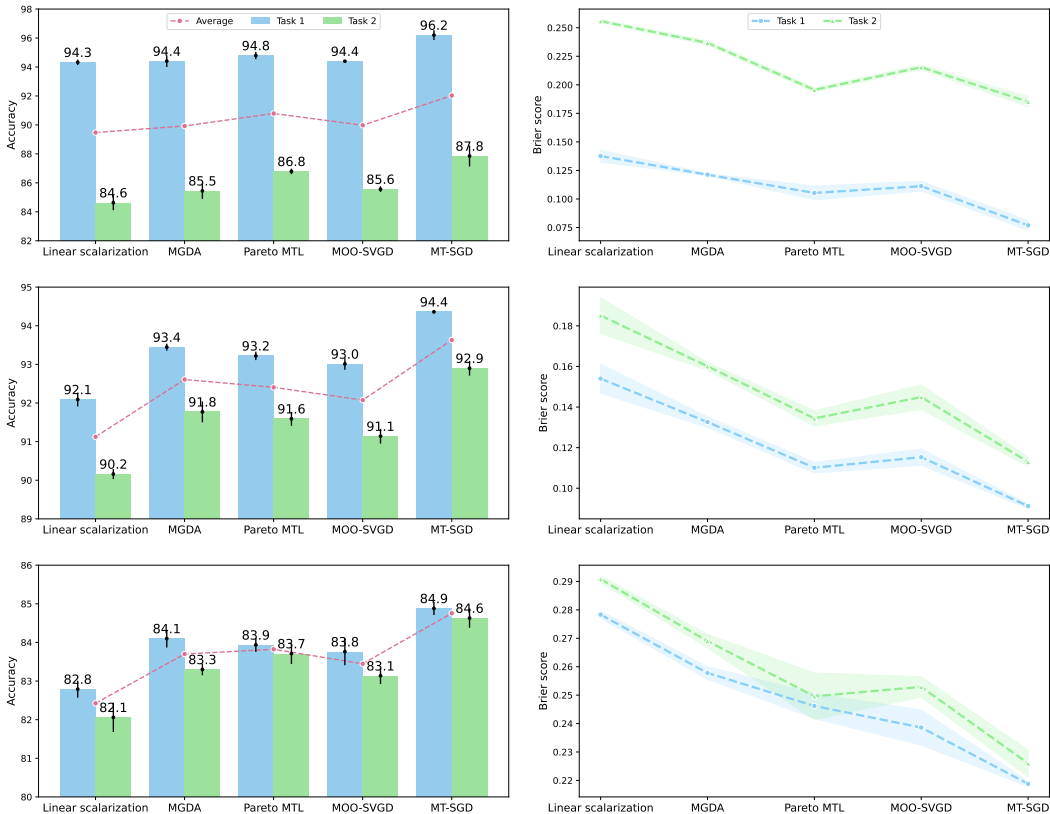 Average Task 1 Task 2
Accuracy
98
96
94
92
90
88
86
84
82
94.3 94.4 94.8 94.4 96.2
84.6 85.5 86.8 85.6 87.8
Linear scalarization MGDA Pareto MTL MOO-SVGD MT-SGD
Task 1 Task 2
Brier score
0.250
0.225
0.200
0.175
0.150
0.125
0.100
0.075
Linear scalarization MGDA Pareto MTL MOO-SVGD MT-SGD
Accuracy
95
94
93
92
91
90
89
92.1 93.4 93.2 93.0 94.4
90.2 91.8 91.6 91.1 92.9
Linear scalarization MGDA Pareto MTL MOO-SVGD MT-SGD
Brier score
0.18
0.16
0.14
0.12
0.10
Linear scalarization MGDA Pareto MTL MOO-SVGD MT-SGD
Accuracy
86
85
84
83
82
81
80
82.8 84.1 83.9 83.8 84.9
82.1 83.3 83.7 83.1 84.6
Linear scalarization MGDA Pareto MTL MOO-SVGD MT-SGD
Brier score
0.29
0.28
0.27
0.26
0.25
0.24
0.23
0.22
Linear scalarization MGDA Pareto MTL MOO-SVGD MT-SGD